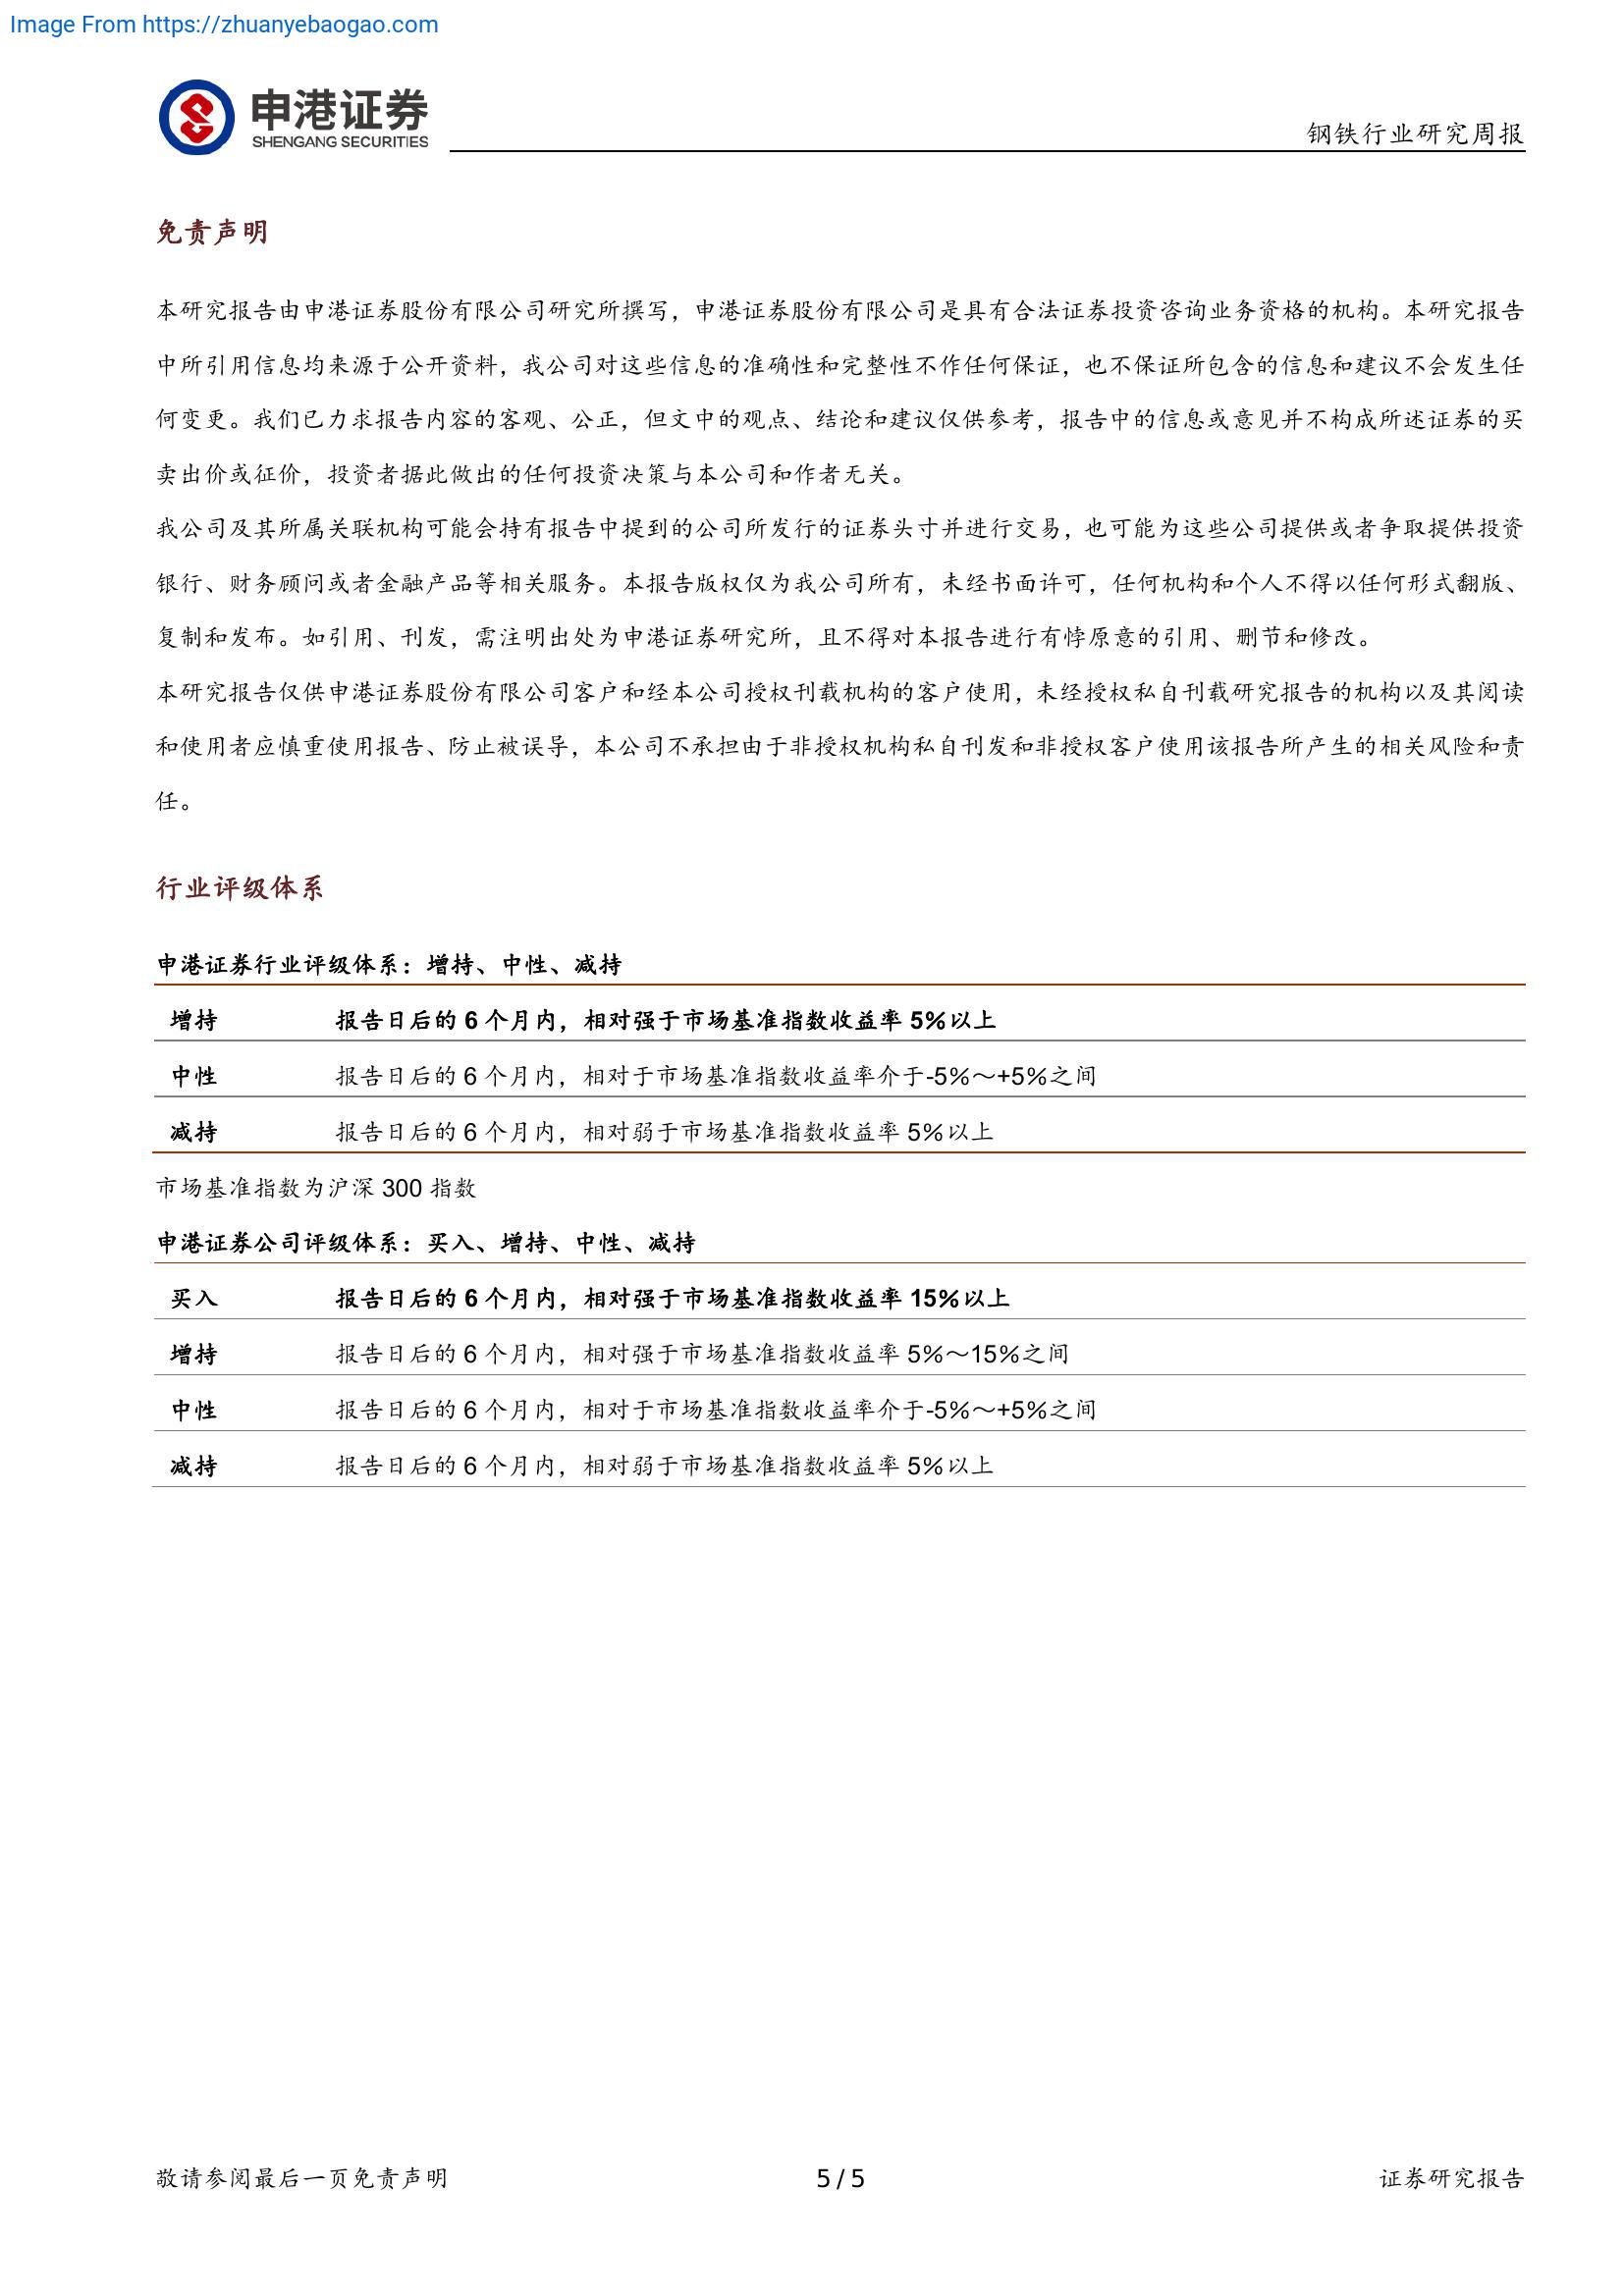 Image From https://zhuanyebaogao.com
申港证券
SHENGANG SECURITIES
钢铁行业研究周报
免责声明
本研究报告由申港证券股份有限公司研究所撰写，申港证券股份有限公司是具有合法证券投资咨询业务资格的机构。本研究报告
中所引用信息均来源于公开资料，我公司对这些信息的准确性和完整性不作任何保证，也不保证所包含的信息和建议不会发生任
何变更。我们已力求报告内容的客观、公正，但文中的观点、结论和建议仅供参考，报告中的信息或意见并不构成所述证券的买
卖出价或征价，投资者据此做出的任何投资决策与本公司和作者无关。
我公司及其所属关联机构可能会持有报告中提到的公司所发行的证券头寸并进行交易，也可能为这些公司提供或者争取提供投资
银行、财务顾问或者金融产品等相关服务。本报告版权仅为我公司所有，未经书面许可，任何机构和个人不得以任何形式翻版、
复制和发布。如引用、刊发，需注明出处为申港证券研究所，且不得对本报告进行有悖原意的引用、删节和修改。
本研究报告仅供申港证券股份有限公司客户和经本公司授权刊载机构的客户使用，未经授权私自刊载研究报告的机构以及其阅读
和使用者应慎重使用报告、防止被误导，本公司不承担由于非授权机构私自刊发和非授权客户使用该报告所产生的相关风险和责
任。
行业评级体系
申港证券行业评级体系：增持、中性、减持
增持 报告日后的 6 个月内，相对强于市场基准指数收益率 5%以上
中性 报告日后的 6 个月内，相对于市场基准指数收益率介于-5%～+5%之间
减持 报告日后的 6 个月内，相对弱于市场基准指数收益率 5%以上
市场基准指数为沪深 300 指数
申港证券公司评级体系：买入、增持、中性、减持
买入 报告日后的 6 个月内，相对强于市场基准指数收益率 15%以上
增持 报告日后的 6 个月内，相对强于市场基准指数收益率 5%～15%之间
中性 报告日后的 6 个月内，相对于市场基准指数收益率介于-5%～+5%之间
减持 报告日后的 6 个月内，相对弱于市场基准指数收益率 5%以上
敬请参阅最后一页免责声明 5 / 5 证券研究报告